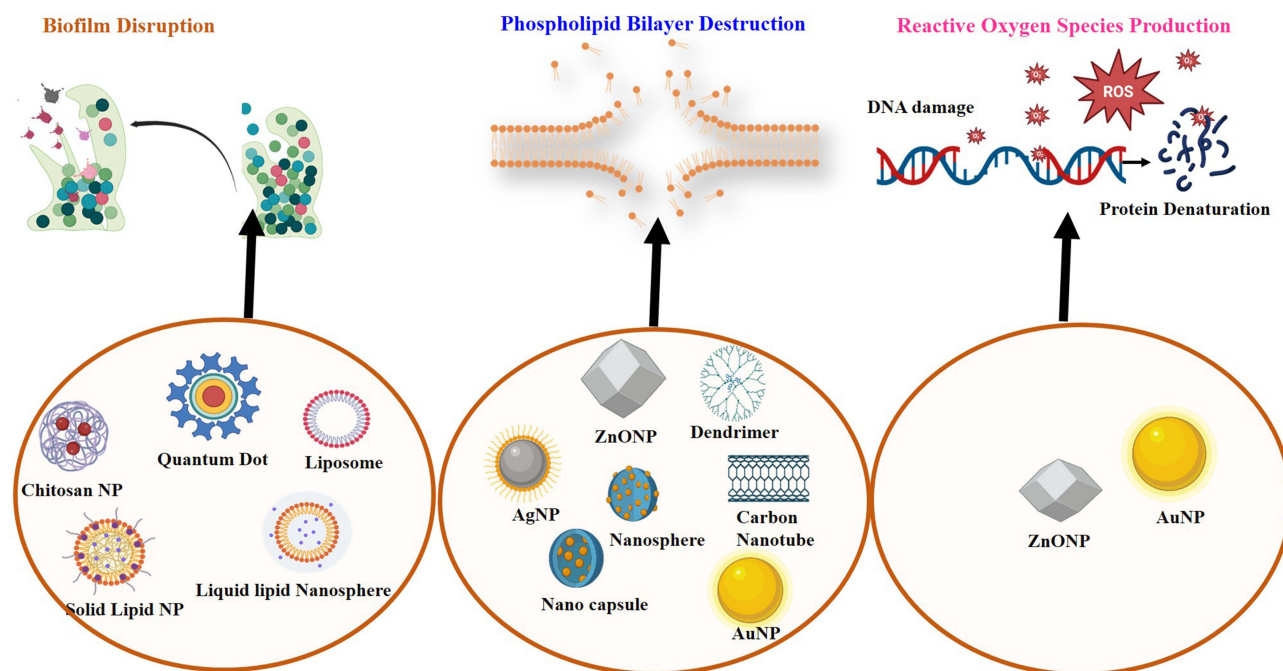 Biofilm Disruption
Phospholipid Bilayer Destruction
Reactive Oxygen Species Production
ROS
DNA damage
Protein Denaturation
Quantum Dot
Liposome
Chitosan NP
Solid Lipid NP
Liquid lipid Nanosphere
ZnONP
Dendrimer
AgNP
Nanosphere
Carbon
Nanotube
Nano capsule
AuNP
AuNP
ZnONP